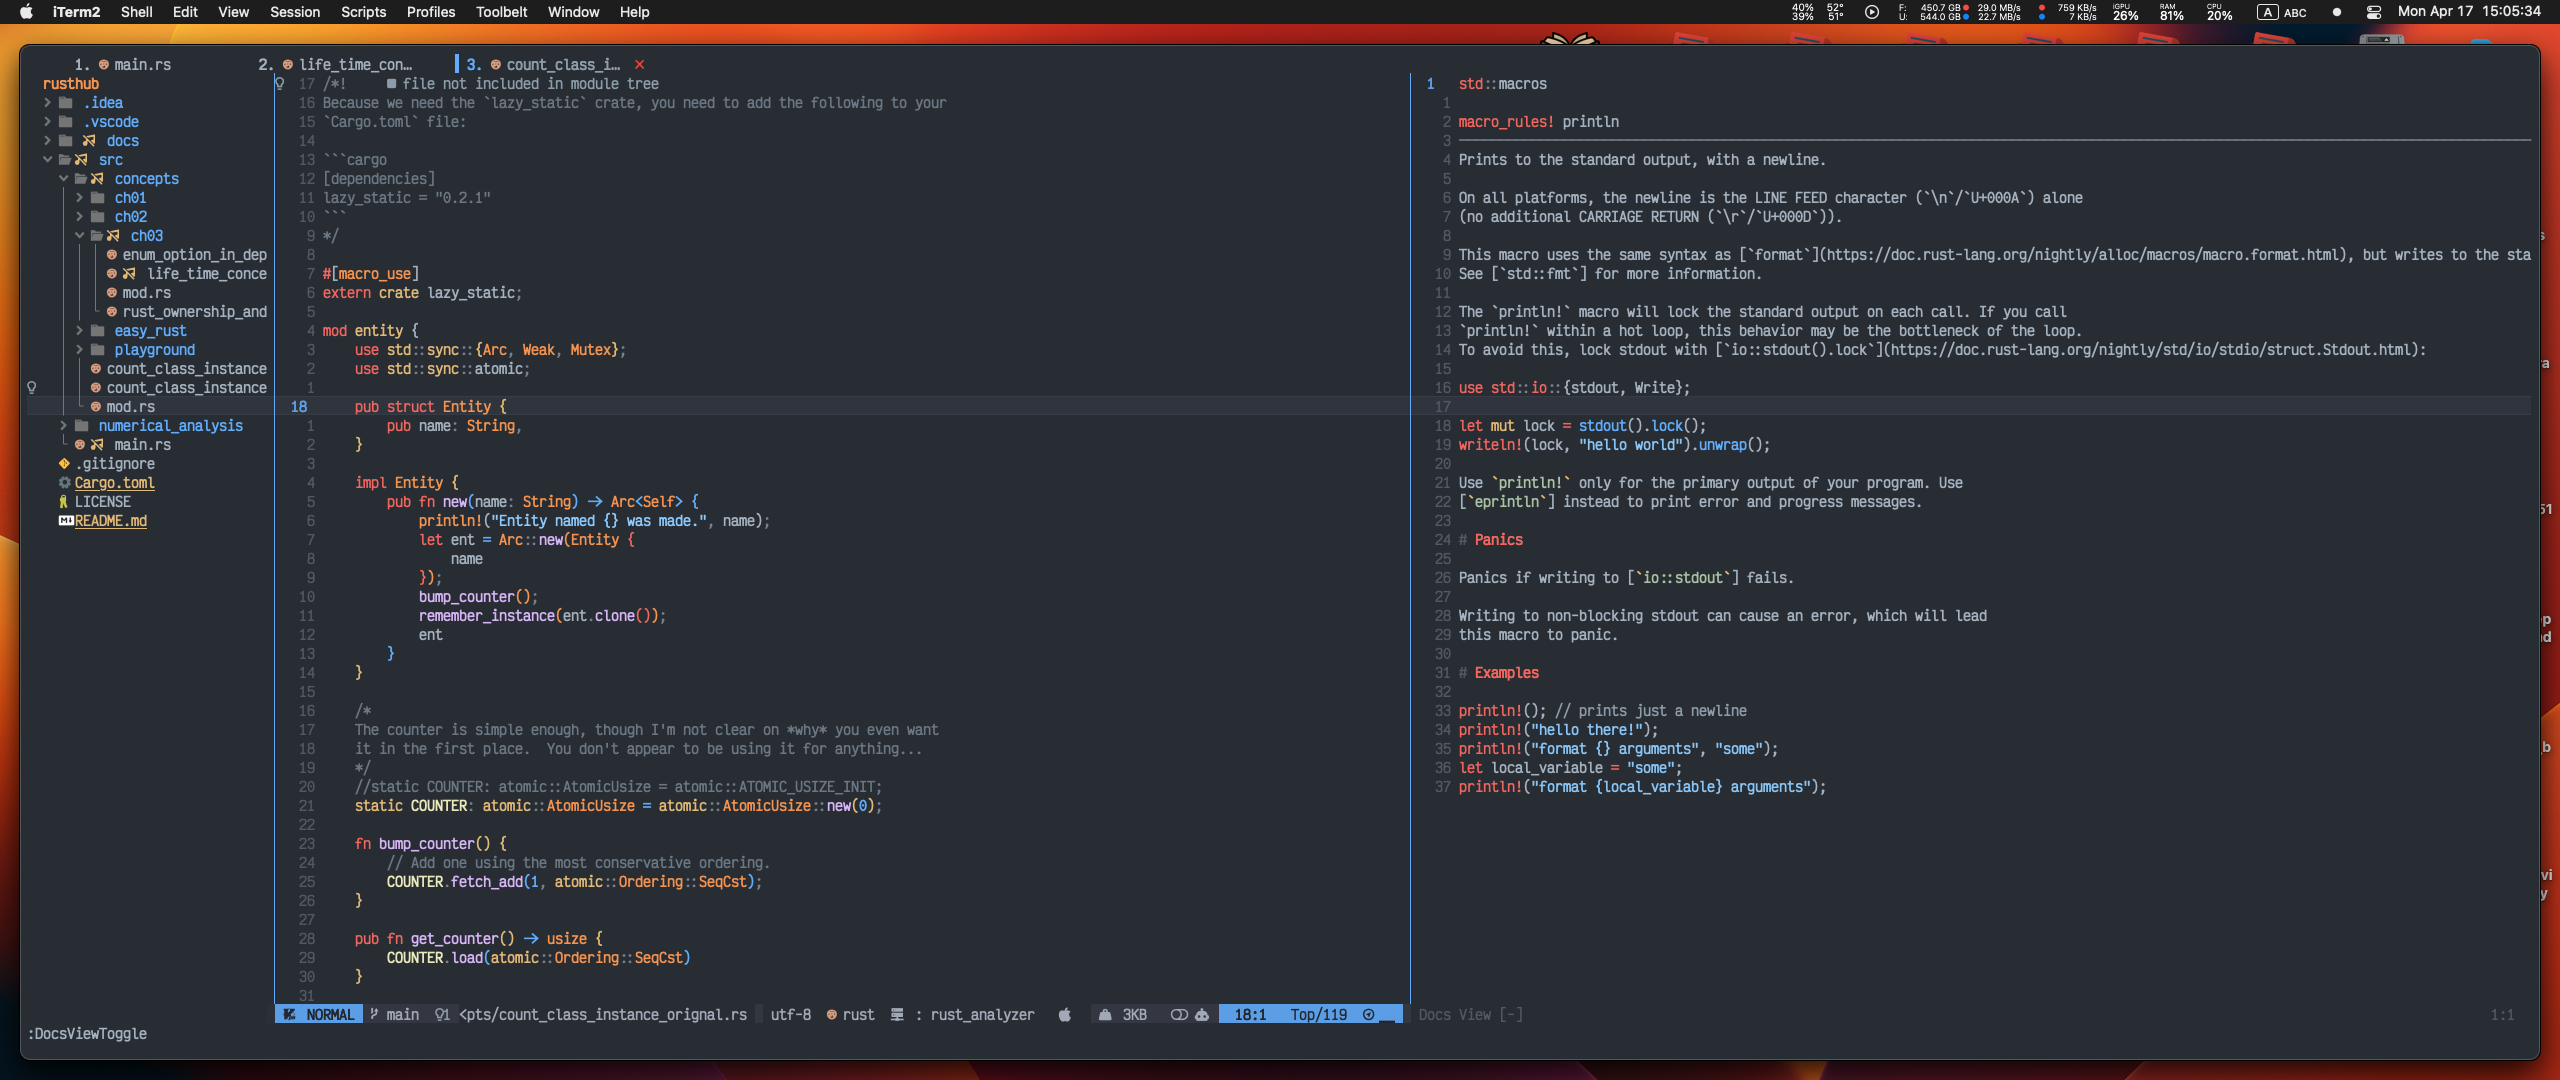 iTerm2 Shell Edit View Session Scripts Profiles Toolbelt Window Help
40% 39% 52° 51° F: 450.7 GB U: 544.0 GB 29.0 MB/s 22.7 MB/s 759 KB/s 7 KB/s iGPU 26% RAM 81% CPU 20% A ABC Mon Apr 17 15:05:34
1. main.rs 2. life_time_con… 3. count_class_i… ✕
rusthub
.idea
.vscode
docs
src
concepts
ch01
ch02
ch03
enum_option_in_dep
life_time_conce
mod.rs
rust_ownership_and
easy_rust
playground
count_class_instance
count_class_instance
mod.rs
numerical_analysis
main.rs
.gitignore
Cargo.toml
LICENSE
README.md
17 /*! ■ file not included in module tree
16 Because we need the `lazy_static` crate, you need to add the following to your
15 `Cargo.toml` file:
14
13 ```cargo
12 [dependencies]
11 lazy_static = "0.2.1"
10 ```
9 */
8
7 #[macro_use]
6 extern crate lazy_static;
5
4 mod entity {
3 use std::sync::{Arc, Weak, Mutex};
2 use std::sync::atomic;
1
18 pub struct Entity {
1 pub name: String,
2 }
3
4 impl Entity {
5 pub fn new(name: String) -> Arc<Self> {
6 println!("Entity named {} was made.", name);
7 let ent = Arc::new(Entity {
8 name
9 });
10 bump_counter();
11 remember_instance(ent.clone());
12 ent
13 }
14 }
15
16 /*
17 The counter is simple enough, though I'm not clear on *why* you even want
18 it in the first place.  You don't appear to be using it for anything...
19 */
20 //static COUNTER: atomic::AtomicUsize = atomic::ATOMIC_USIZE_INIT;
21 static COUNTER: atomic::AtomicUsize = atomic::AtomicUsize::new(0);
22
23 fn bump_counter() {
24 // Add one using the most conservative ordering.
25 COUNTER.fetch_add(1, atomic::Ordering::SeqCst);
26 }
27
28 pub fn get_counter() -> usize {
29 COUNTER.load(atomic::Ordering::SeqCst)
30 }
31
NORMAL main 1 <pts/count_class_instance_orignal.rs utf-8 rust : rust_analyzer 3KB 18:1 Top/119
:DocsViewToggle
1 std::macros
1
2 macro_rules! println
3
4 Prints to the standard output, with a newline.
5
6 On all platforms, the newline is the LINE FEED character (`\n`/`U+000A`) alone
7 (no additional CARRIAGE RETURN (`\r`/`U+000D`)).
8
9 This macro uses the same syntax as [`format`](https://doc.rust-lang.org/nightly/alloc/macros/macro.format.html), but writes to the sta
10 See [`std::fmt`] for more information.
11
12 The `println!` macro will lock the standard output on each call. If you call
13 `println!` within a hot loop, this behavior may be the bottleneck of the loop.
14 To avoid this, lock stdout with [`io::stdout().lock`](https://doc.rust-lang.org/nightly/std/io/stdio/struct.Stdout.html):
15
16 use std::io::{stdout, Write};
17
18 let mut lock = stdout().lock();
19 writeln!(lock, "hello world").unwrap();
20
21 Use `println!` only for the primary output of your program. Use
22 [`eprintln`] instead to print error and progress messages.
23
24 # Panics
25
26 Panics if writing to [`io::stdout`] fails.
27
28 Writing to non-blocking stdout can cause an error, which will lead
29 this macro to panic.
30
31 # Examples
32
33 println!(); // prints just a newline
34 println!("hello there!");
35 println!("format {} arguments", "some");
36 let local_variable = "some";
37 println!("format {local_variable} arguments");
Docs View [-] 1:1